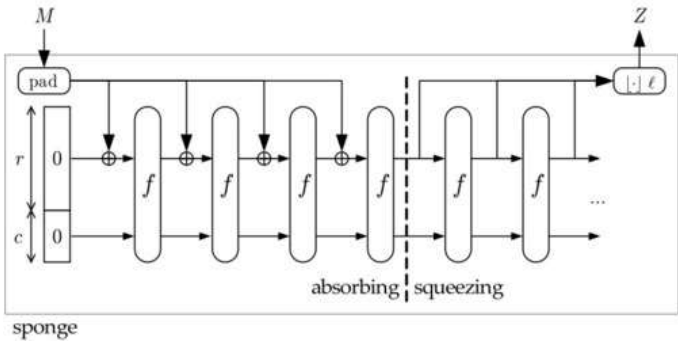 M Z
pad ⌊·⌋ ℓ
r 0 ⊕ ⊕ ⊕ ⊕
f f f f f f
c 0 ...
absorbing squeezing
sponge